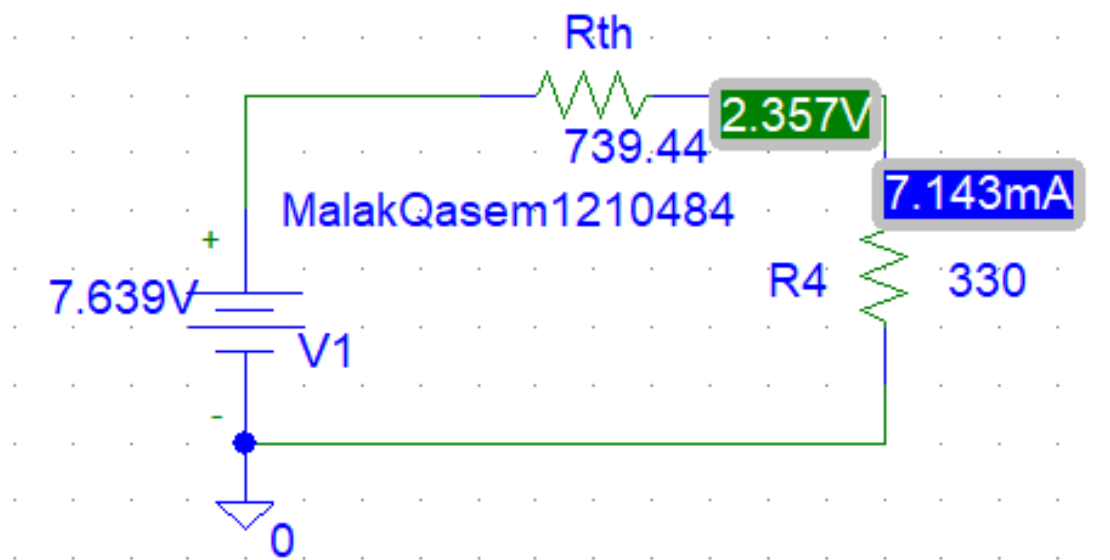 Rth
2.357V
739.44
7.143mA
MalakQasem1210484
+
R4 330
7.639V
V1
-
0